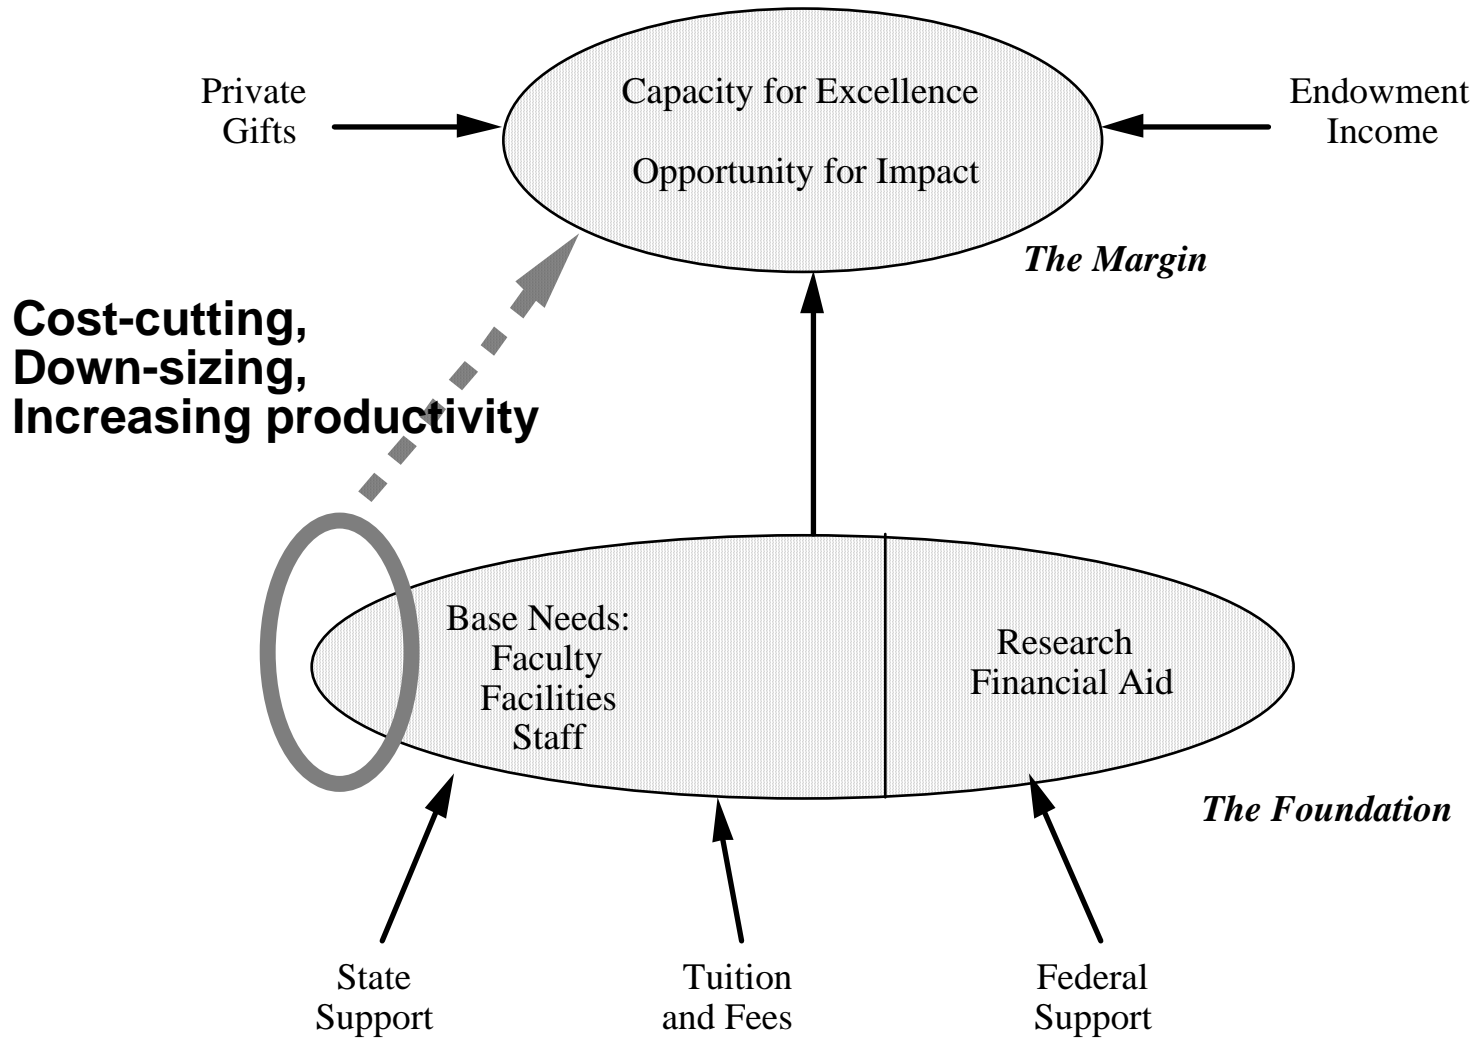 Private
Gifts
Capacity for Excellence
Opportunity for Impact
Endowment
Income
The Margin
Cost-cutting,
Down-sizing,
Increasing productivity
Base Needs:
Faculty
Facilities
Staff
Research
Financial Aid
The Foundation
State
Support
Tuition
and Fees
Federal
Support